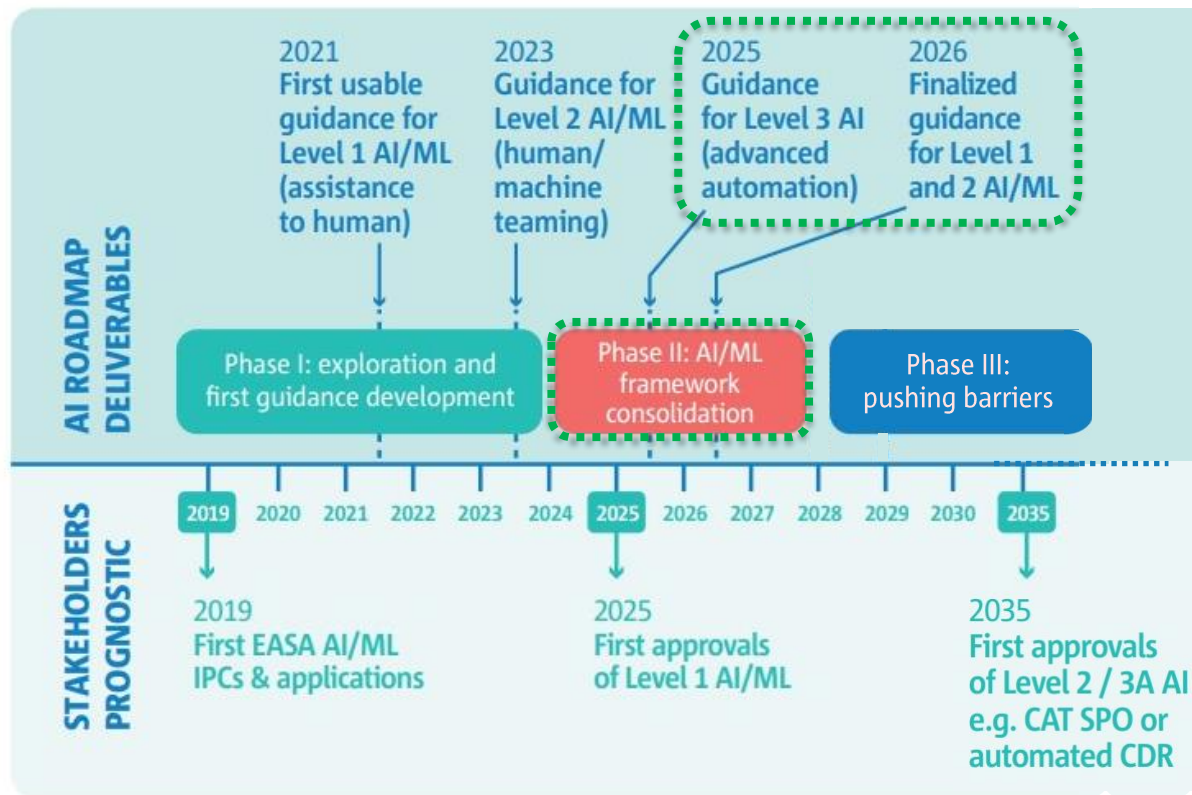 2021
First usable
guidance for
Level 1 AI/ML
(assistance
to human)
2023
Guidance for
Level 2 AI/ML
(human/
machine
teaming)
2025
Guidance
for Level 3 AI
(advanced
automation)
2026
Finalized
guidance
for Level 1
and 2 AI/ML
AI ROADMAP
DELIVERABLES
Phase I: exploration and
first guidance development
Phase II: AI/ML
framework
consolidation
Phase III:
pushing barriers
2019 2020 2021 2022 2023 2024 2025 2026 2027 2028 2029 2030 2035
STAKEHOLDERS
PROGNOSTIC
2019
First EASA AI/ML
IPCs & applications
2025
First approvals
of Level 1 AI/ML
2035
First approvals
of Level 2 / 3A AI
e.g. CAT SPO or
automated CDR